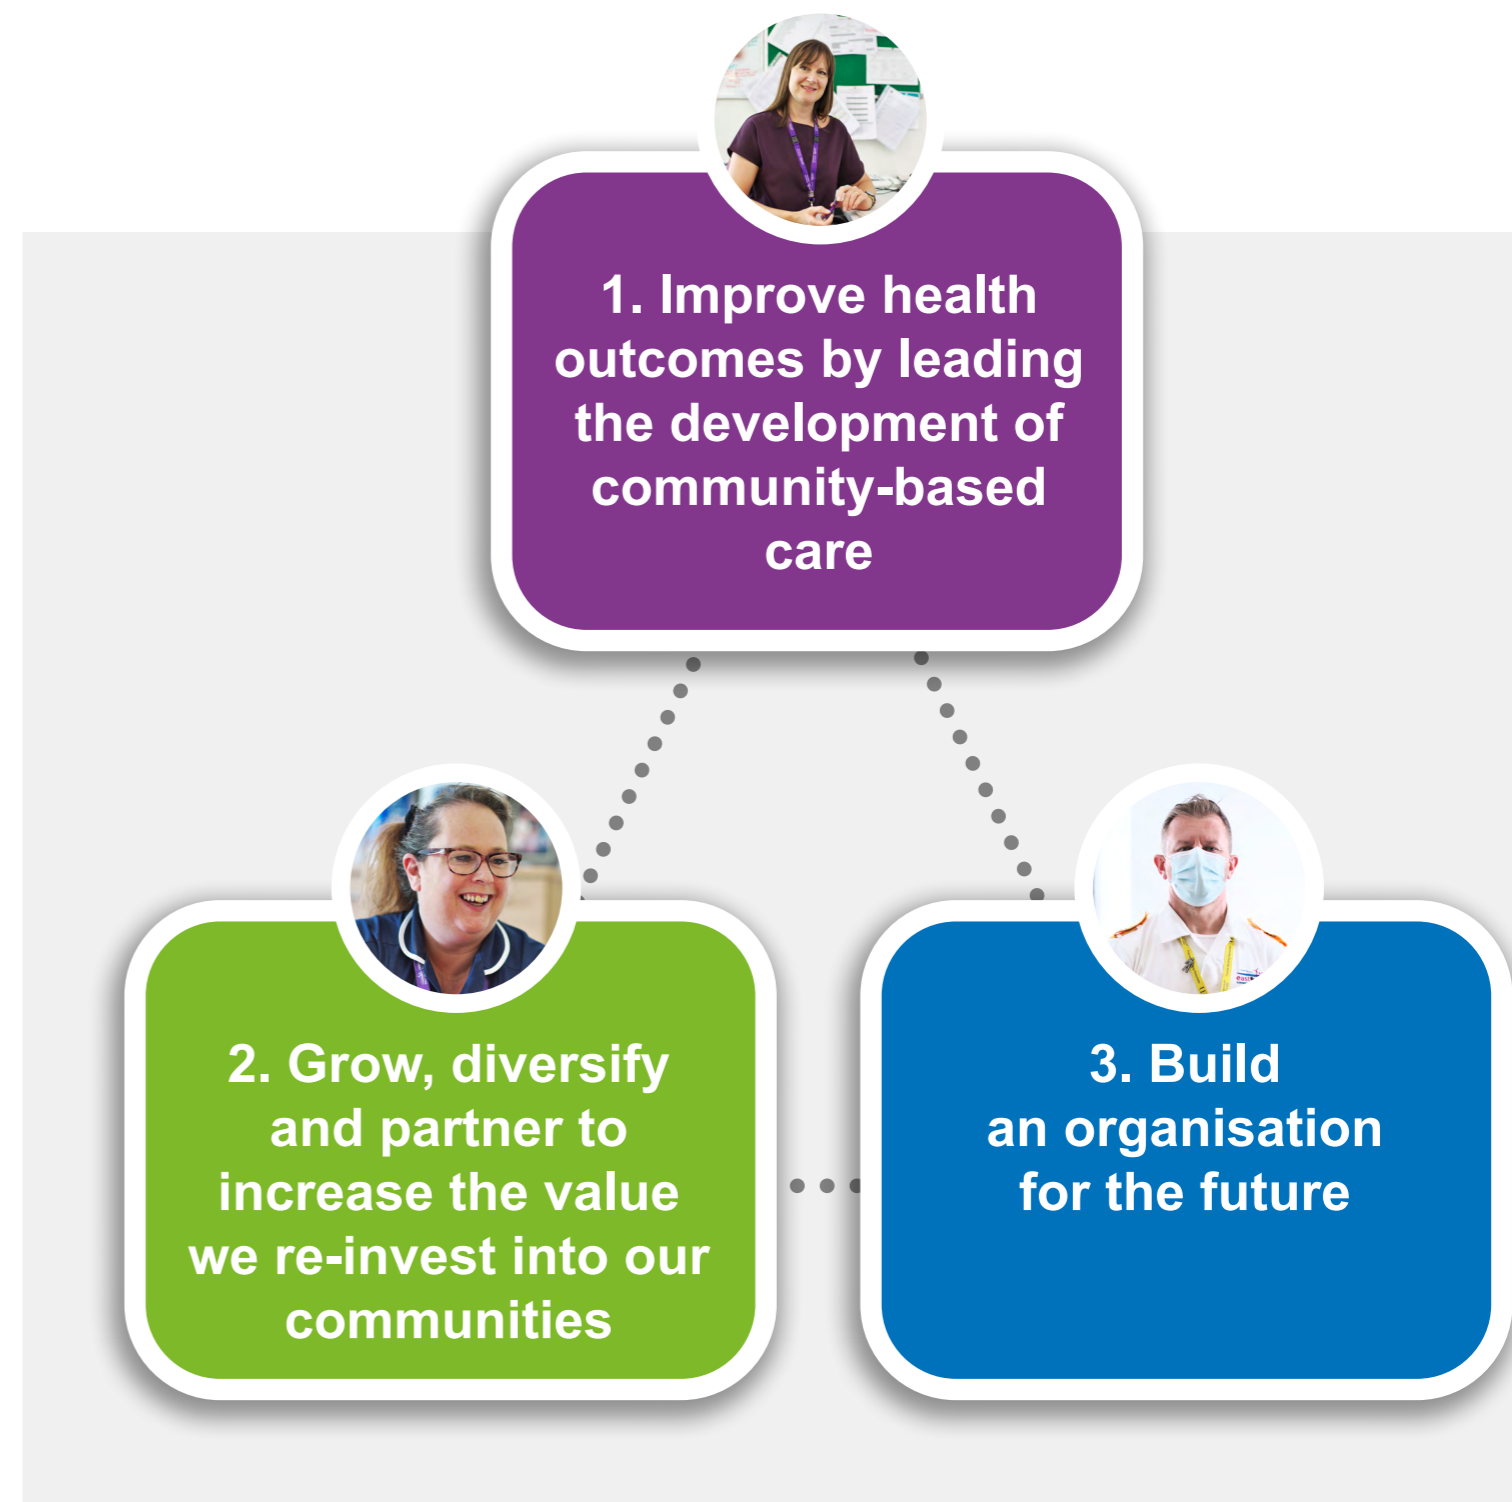 1. Improve health
outcomes by leading
the development of
community-based
care
2. Grow, diversify
and partner to
increase the value
we re-invest into our
communities
3. Build
an organisation
for the future